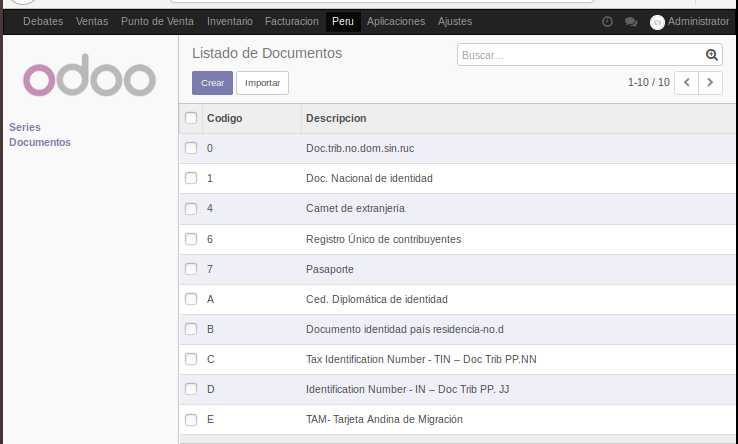 Debates Ventas Punto de Venta Inventario Facturacion Peru Aplicaciones Ajustes Administrator
odoo
Listado de Documentos
Buscar...
Crear Importar
1-10 / 10
Series
Documentos
Codigo Descripcion
0 Doc.trib.no.dom.sin.ruc
1 Doc. Nacional de identidad
4 Carnet de extranjería
6 Registro Único de contribuyentes
7 Pasaporte
A Ced. Diplomática de identidad
B Documento identidad país residencia-no.d
C Tax Identification Number - TIN – Doc Trib PP.NN
D Identification Number - IN – Doc Trib PP. JJ
E TAM- Tarjeta Andina de Migración